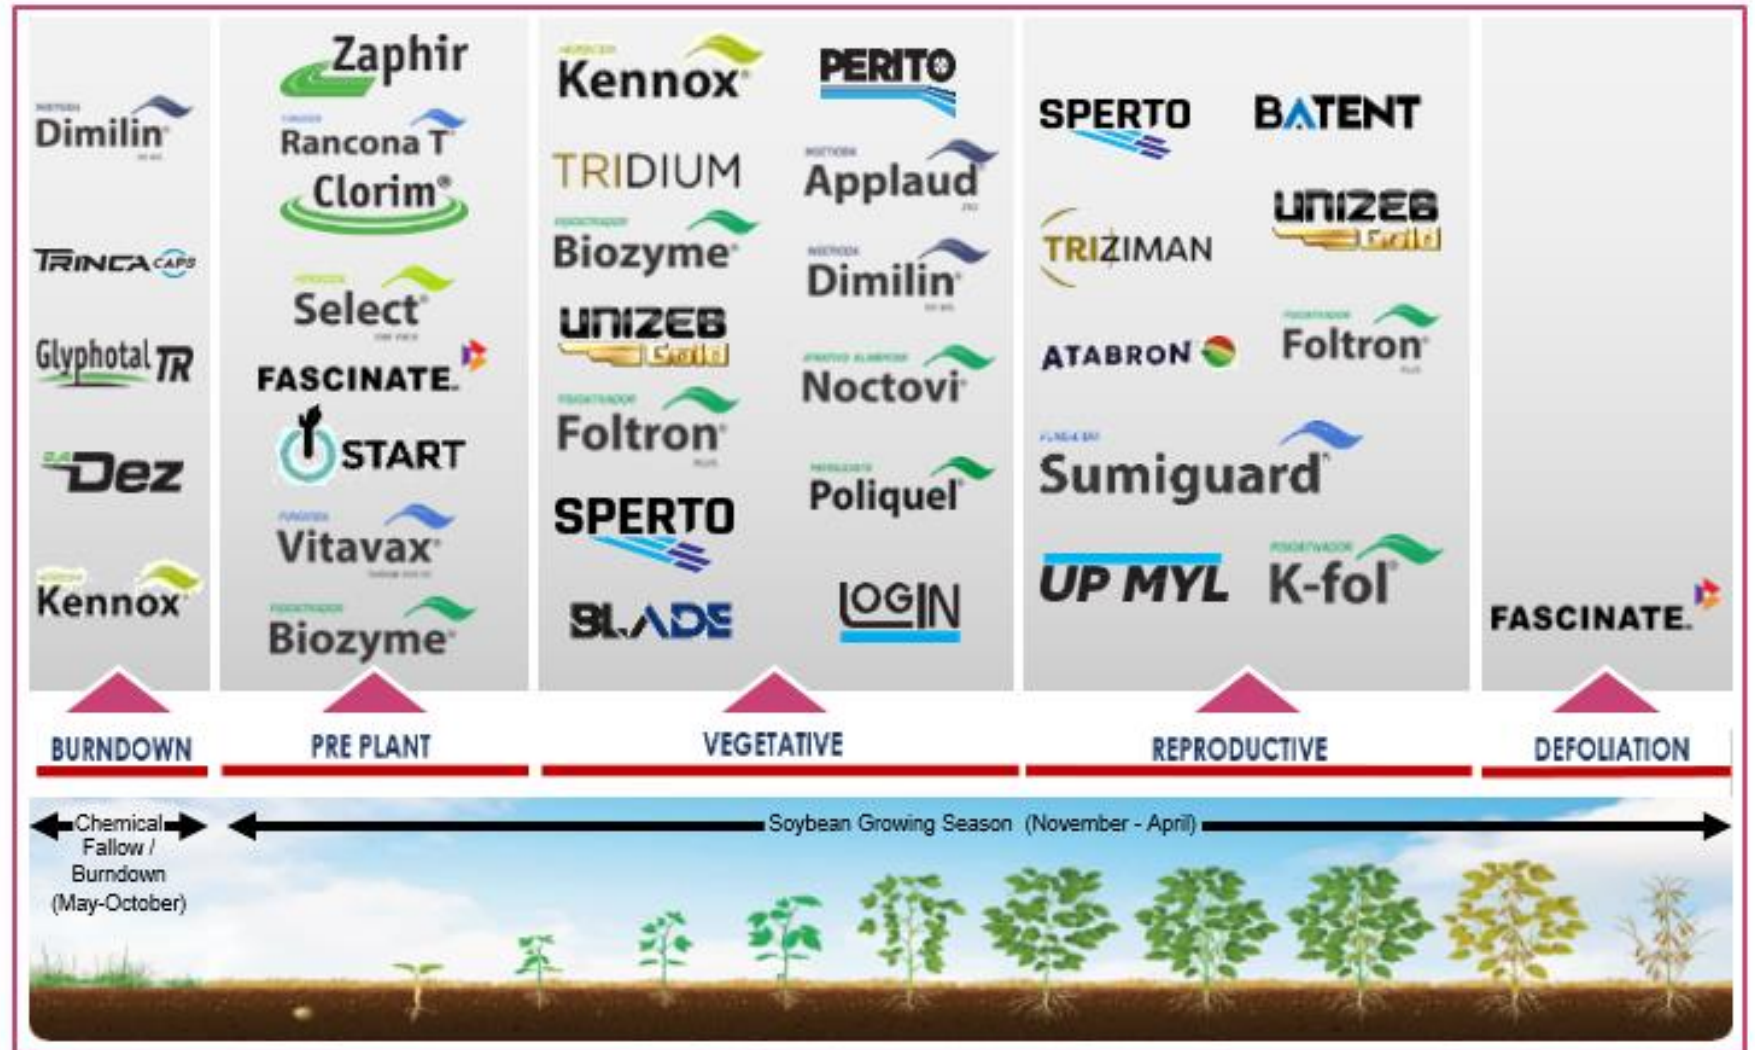 Dimilin®
TRINCA CAPS
Glyphotal TR
Dez
Kennox®
Zaphir
Rancona T®
Clorim®
Select®
FASCINATE.
START
Vitavax®
Biozyme®
Kennox®
TRIDIUM
Biozyme®
UNIZEB
Gold
Foltron®
SPERTO
BLADE
PERITO
Applaud®
Dimilin®
Noctovi®
Poliquel®
LOGIN
SPERTO
TRIZIMAN
ATABRON
Sumiguard®
UP MYL
BATENT
UNIZEB
Gold
Foltron®
K-fol®
FASCINATE.
BURNDOWN
PRE PLANT
VEGETATIVE
REPRODUCTIVE
DEFOLIATION
Chemical
Fallow /
Burndown
(May-October)
Soybean Growing Season (November - April)